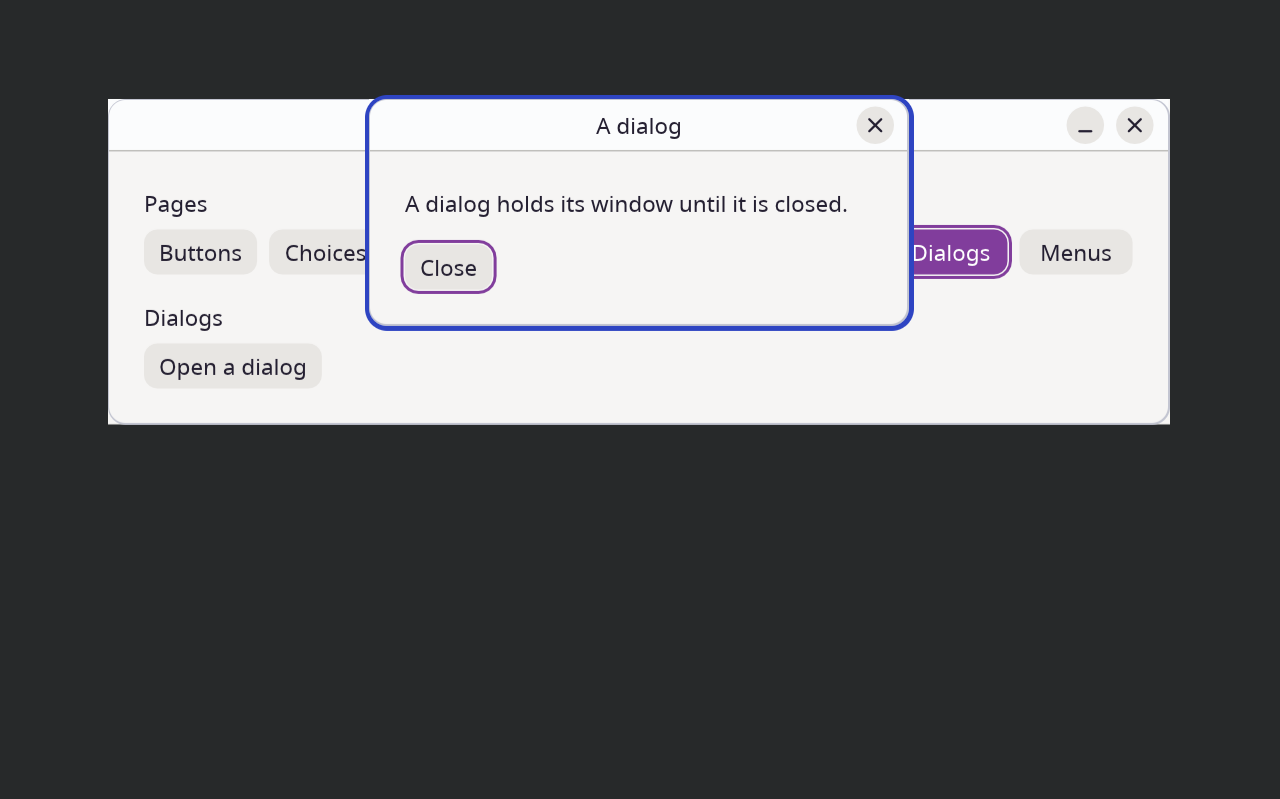 A dialog
Pages
A dialog holds its window until it is closed.
Buttons Choices Dialogs Menus
Close
Dialogs
Open a dialog